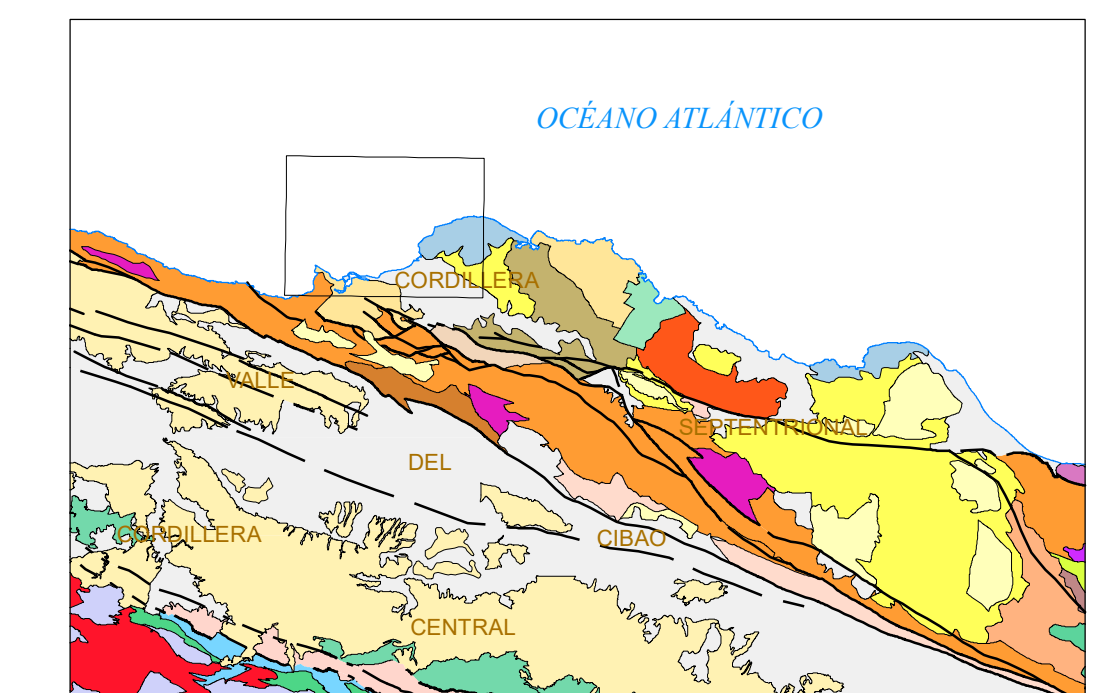 OCÉANO ATLÁNTICO
CORDILLERA
VALLE
SEPTENTRIONAL
DEL
CORDILLERA
CIBAO
CENTRAL